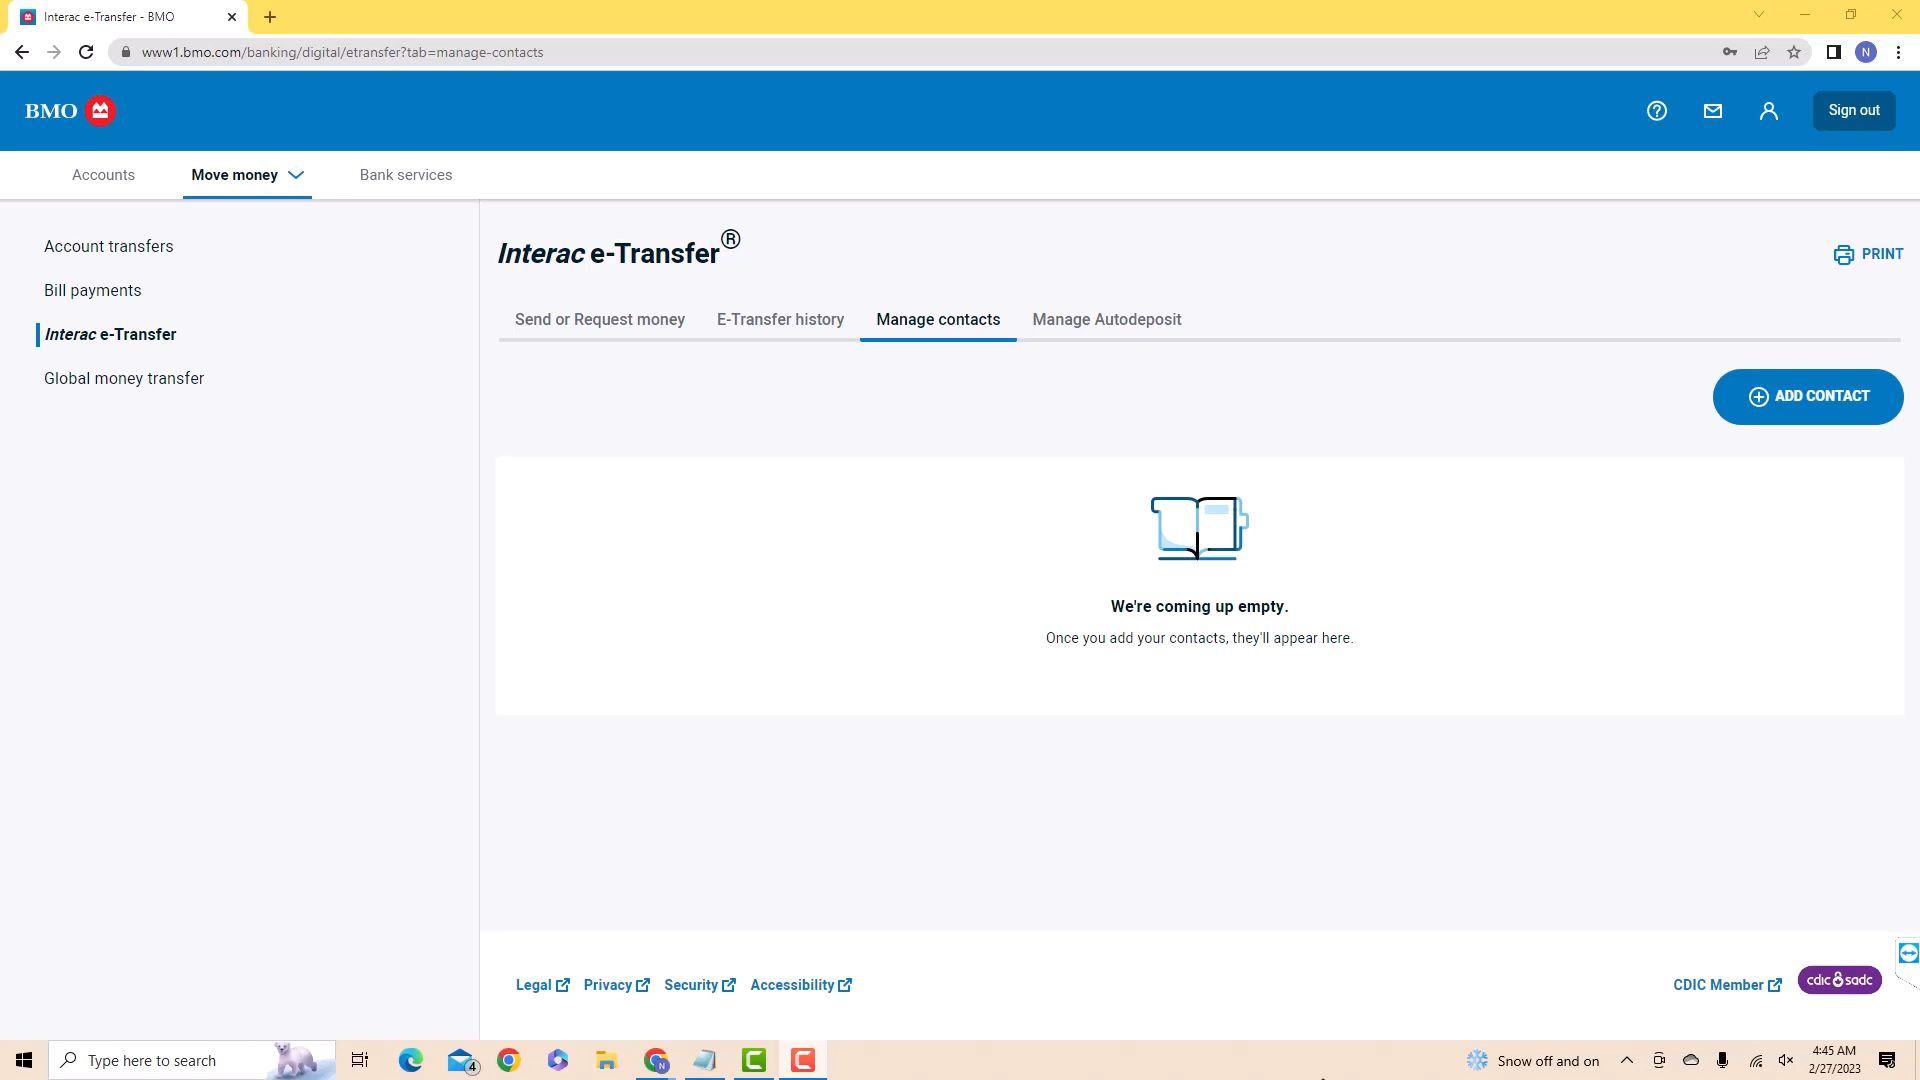 Interac e-Transfer - BMO
www1.bmo.com/banking/digital/etransfer?tab=manage-contacts
N
BMO
Sign out
Accounts
Move money
Bank services
Account transfers
Bill payments
Interac e-Transfer
Global money transfer
Interac e-Transfer®
PRINT
Send or Request money
E-Transfer history
Manage contacts
Manage Autodeposit
ADD CONTACT
We're coming up empty.
Once you add your contacts, they'll appear here.
Legal
Privacy
Security
Accessibility
CDIC Member
cdic sadc
Type here to search
4
N
Snow off and on
4:45 AM
2/27/2023